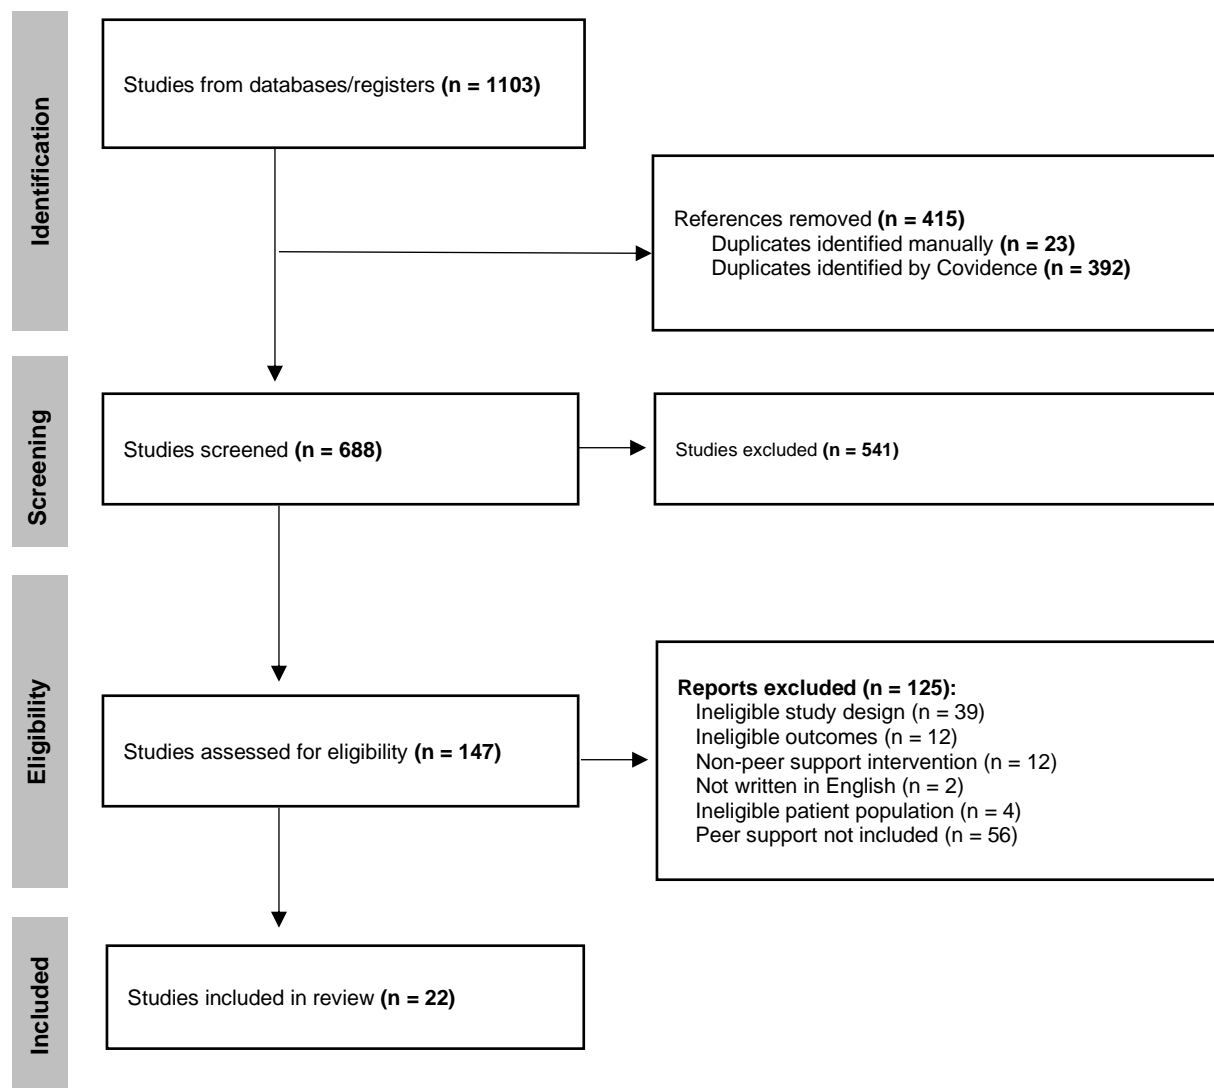 Identification
Studies from databases/registers (n = 1103)
References removed (n = 415)
Duplicates identified manually (n = 23)
Duplicates identified by Covidence (n = 392)
Screening
Studies screened (n = 688)
Studies excluded (n = 541)
Eligibility
Studies assessed for eligibility (n = 147)
Reports excluded (n = 125):
Ineligible study design (n = 39)
Ineligible outcomes (n = 12)
Non-peer support intervention (n = 12)
Not written in English (n = 2)
Ineligible patient population (n = 4)
Peer support not included (n = 56)
Included
Studies included in review (n = 22)